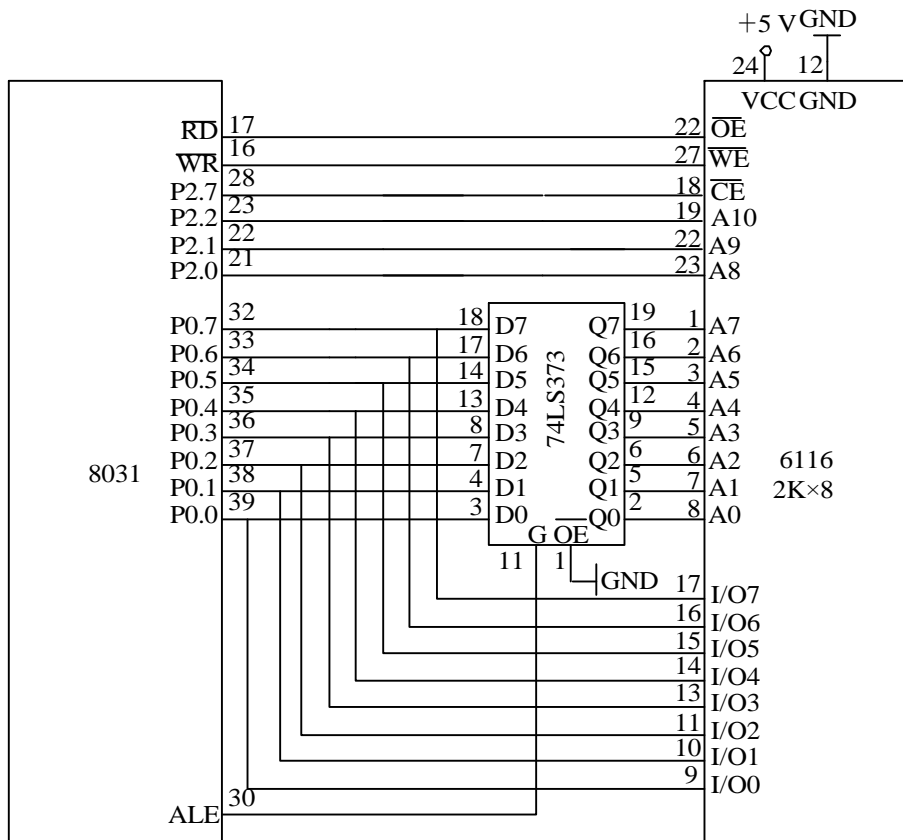 +5 V GND
24 12
VCC GND
R̅D̅ 17 22 O̅E̅
W̅R̅ 16 27 W̅E̅
P2.7 28 18 C̅E̅
P2.2 23 19 A10
P2.1 22 22 A9
P2.0 21 23 A8
P0.7 32 18 D7 Q7 19 1 A7
P0.6 33 17 D6 Q6 16 2 A6
P0.5 34 14 D5 Q5 15 3 A5
P0.4 35 13 D4 Q4 12 4 A4
P0.3 36 8 D3 Q3 9 5 A3
P0.2 37 7 D2 Q2 6 6 A2
P0.1 38 4 D1 Q1 5 7 A1
P0.0 39 3 D0 Q0 2 8 A0
74LS373
8031
6116
2K×8
G O̅E̅
11 1
GND
17 I/O7
16 I/O6
15 I/O5
14 I/O4
13 I/O3
11 I/O2
10 I/O1
9 I/O0
ALE 30